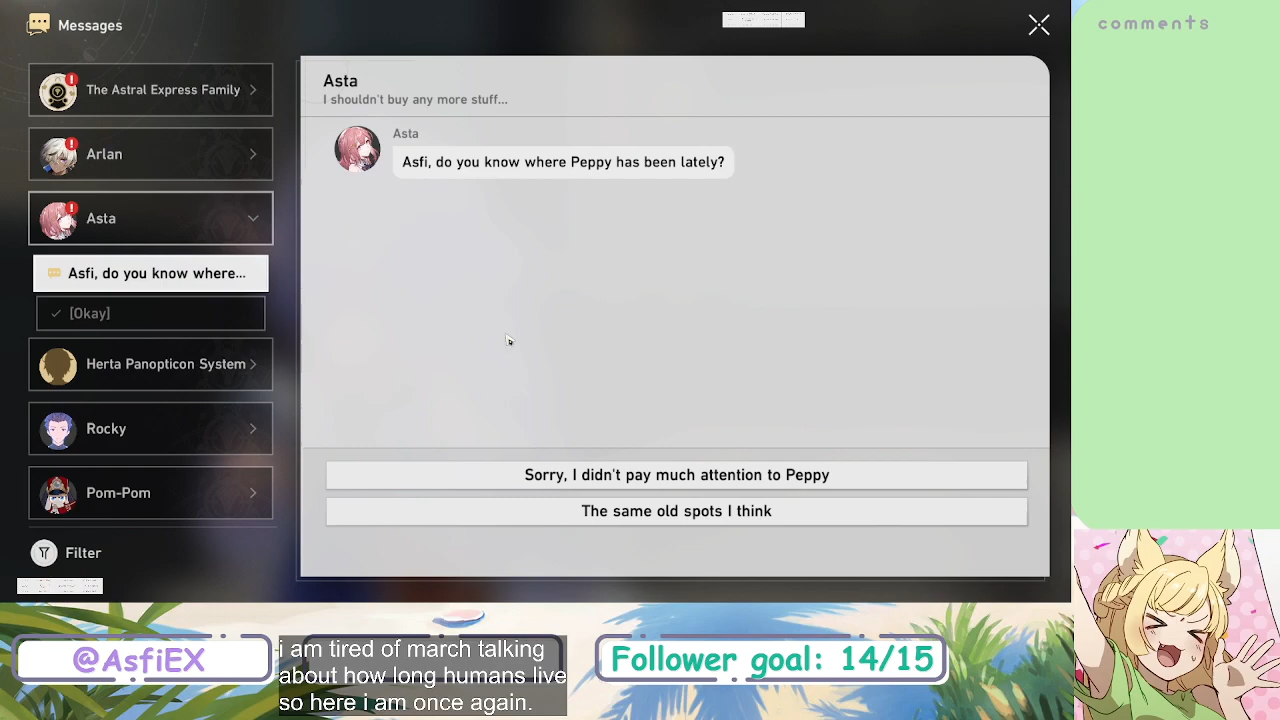 Messages
comments
The Astral Express Family
Arlan
Asta
Asfi, do you know where...
[Okay]
Herta Panopticon System
Rocky
Pom-Pom
Filter
Asta
I shouldn't buy any more stuff...
Asta
Asfi, do you know where Peppy has been lately?
Sorry, I didn't pay much attention to Peppy
The same old spots I think
@AsfiEX
i am tired of march talking
about how long humans live
so here i am once again.
Follower goal: 14/15